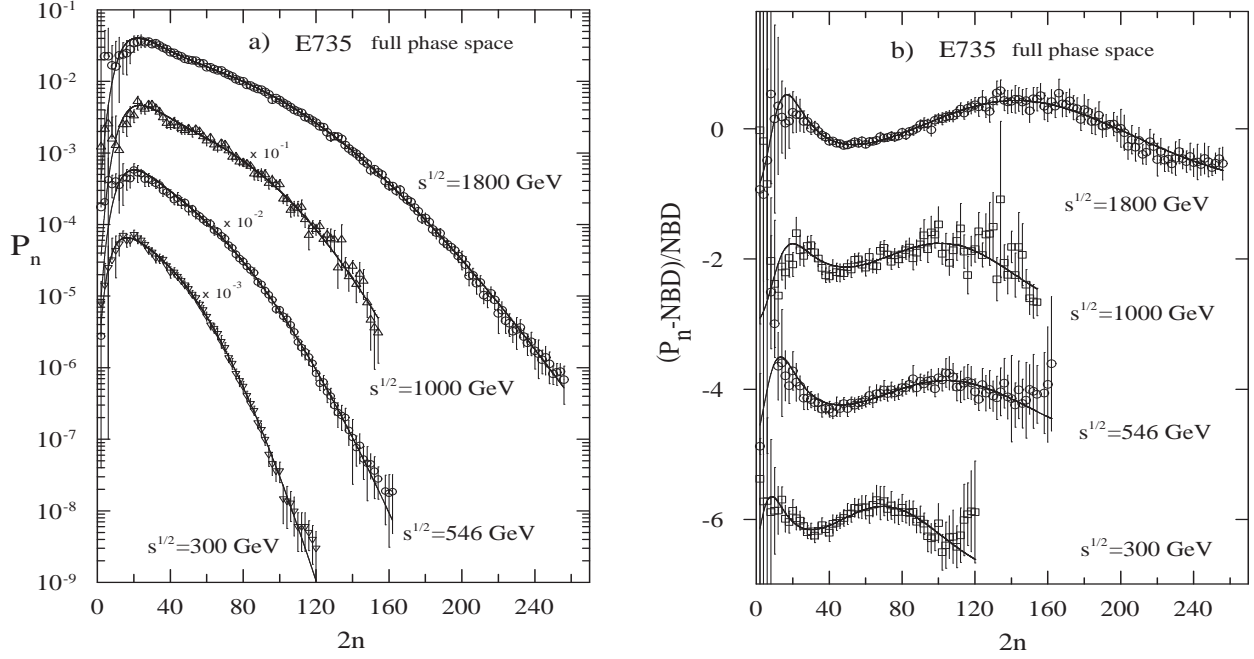 a) E735 full phase space
10^0
10^-1
10^-2
10^-3
10^-4
10^-5
10^-6
10^-7
10^-8
10^-9
P_n
× 10^-1
× 10^-2
× 10^-3
s^1/2=1800 GeV
s^1/2=1000 GeV
s^1/2=546 GeV
s^1/2=300 GeV
0 40 80 120 160 200 240
2n
b) E735 full phase space
0
-2
-4
-6
(P_n-NBD)/NBD
s^1/2=1800 GeV
s^1/2=1000 GeV
s^1/2=546 GeV
s^1/2=300 GeV
0 40 80 120 160 200 240
2n